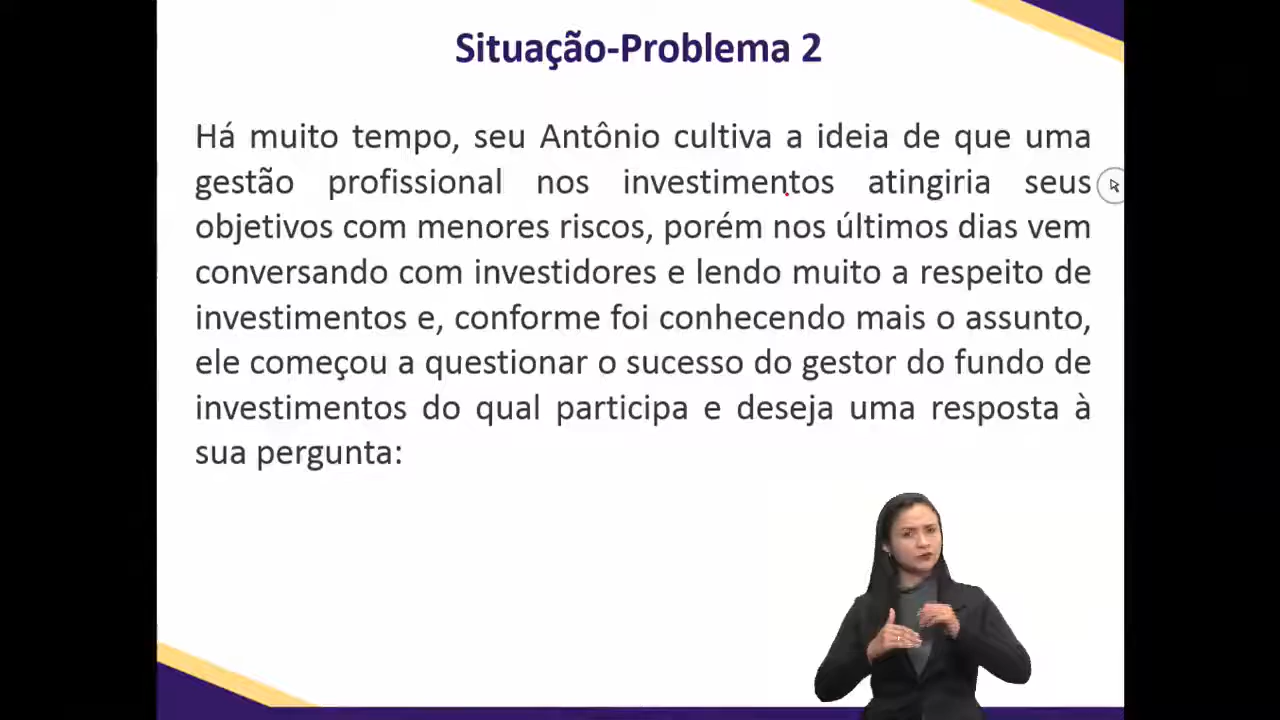 Situação-Problema 2
Há muito tempo, seu Antônio cultiva a ideia de que uma
gestão profissional nos investimentos atingiria seus
objetivos com menores riscos, porém nos últimos dias vem
conversando com investidores e lendo muito a respeito de
investimentos e, conforme foi conhecendo mais o assunto,
ele começou a questionar o sucesso do gestor do fundo de
investimentos do qual participa e deseja uma resposta à
sua pergunta: